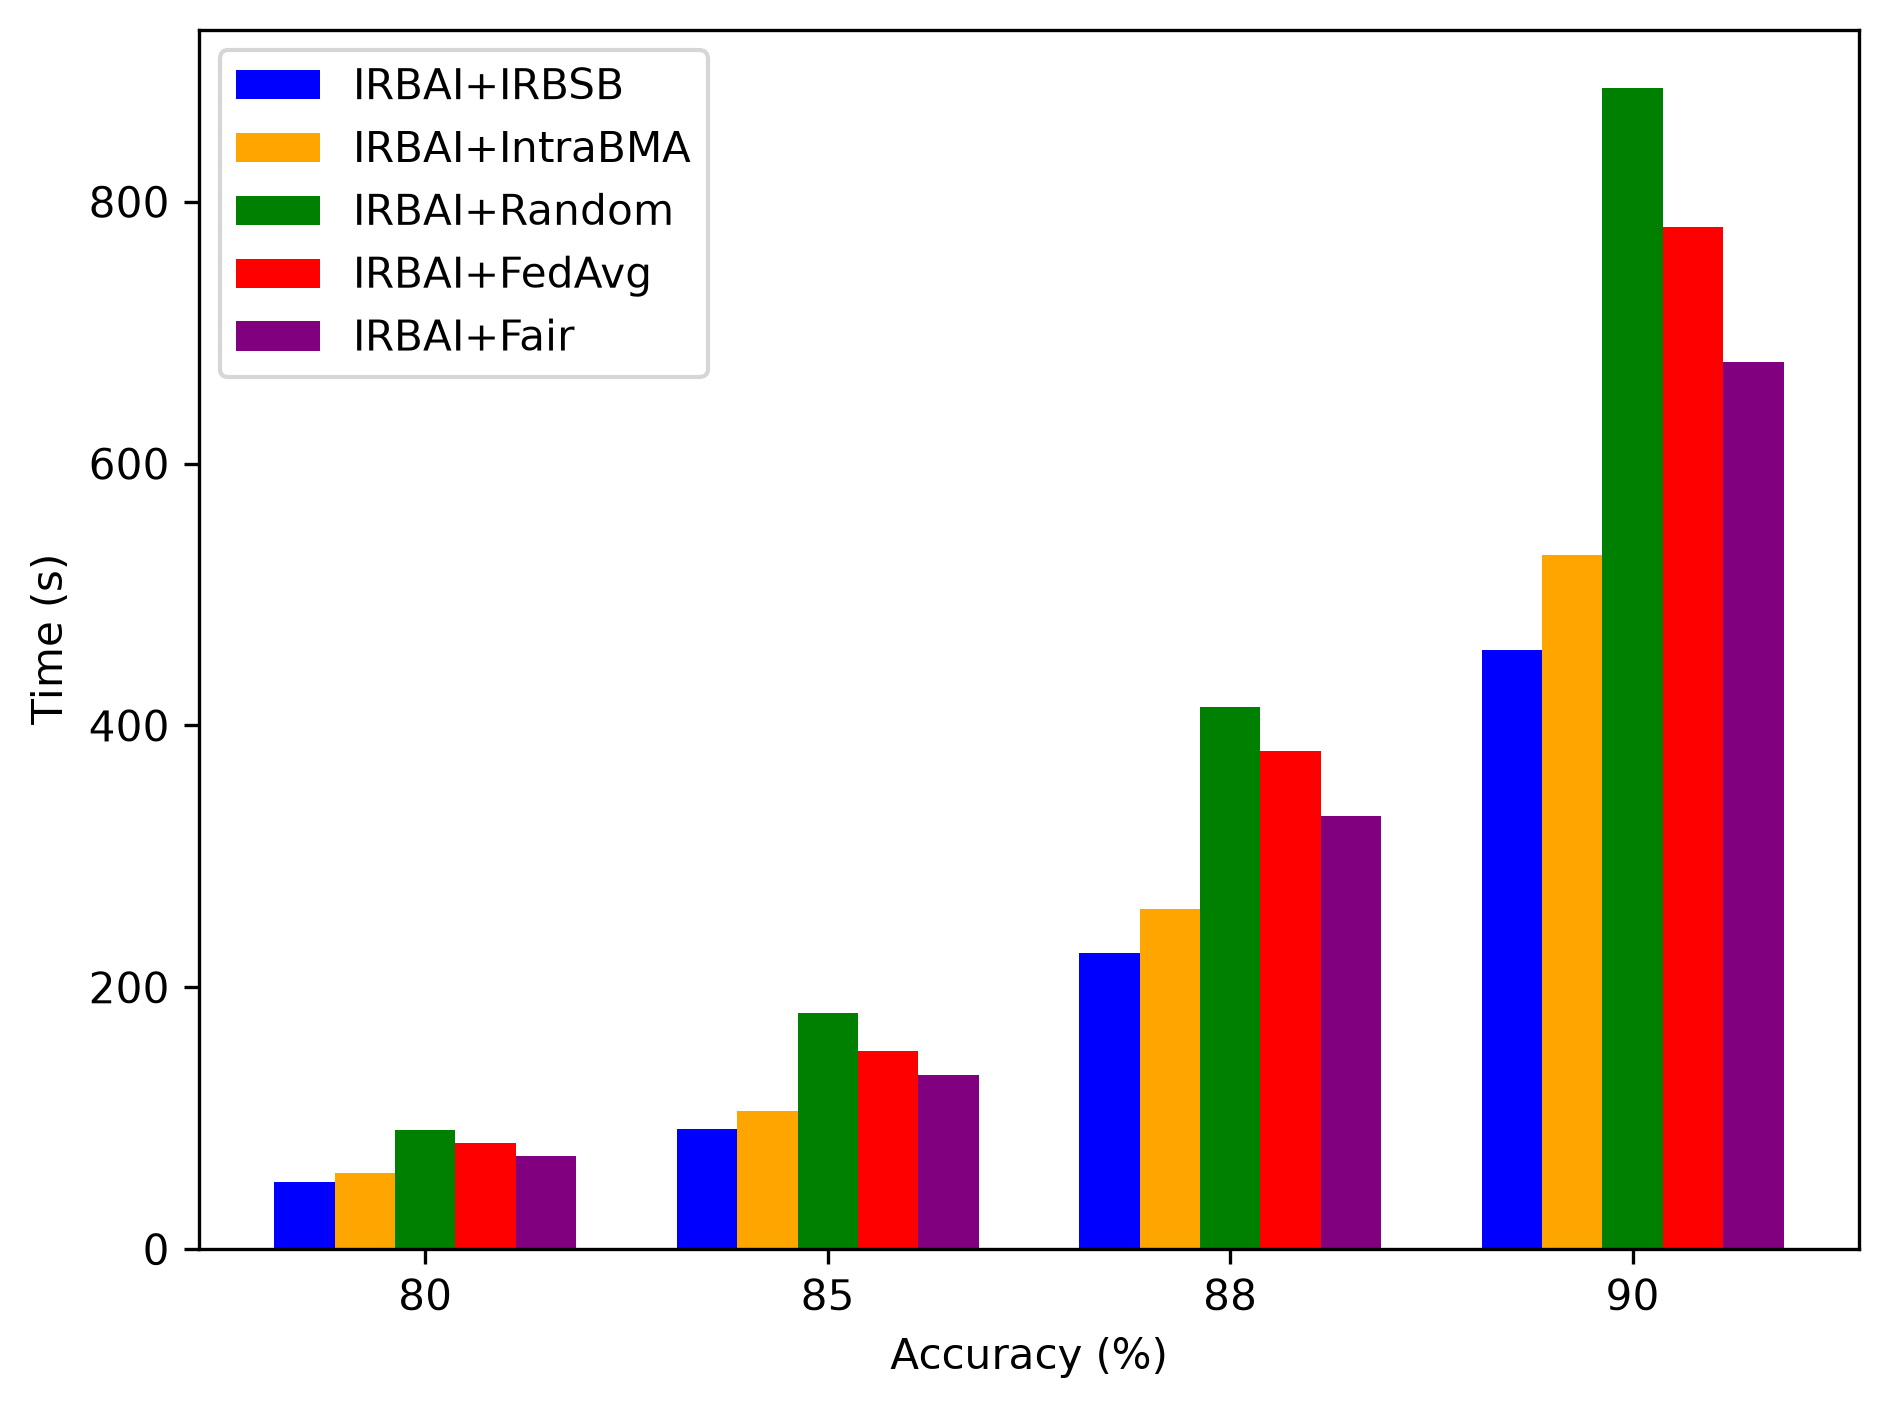 IRBAI+IRBSB
IRBAI+IntraBMA
IRBAI+Random
IRBAI+FedAvg
IRBAI+Fair
800
600
400
200
0
Time (s)
80 85 88 90
Accuracy (%)